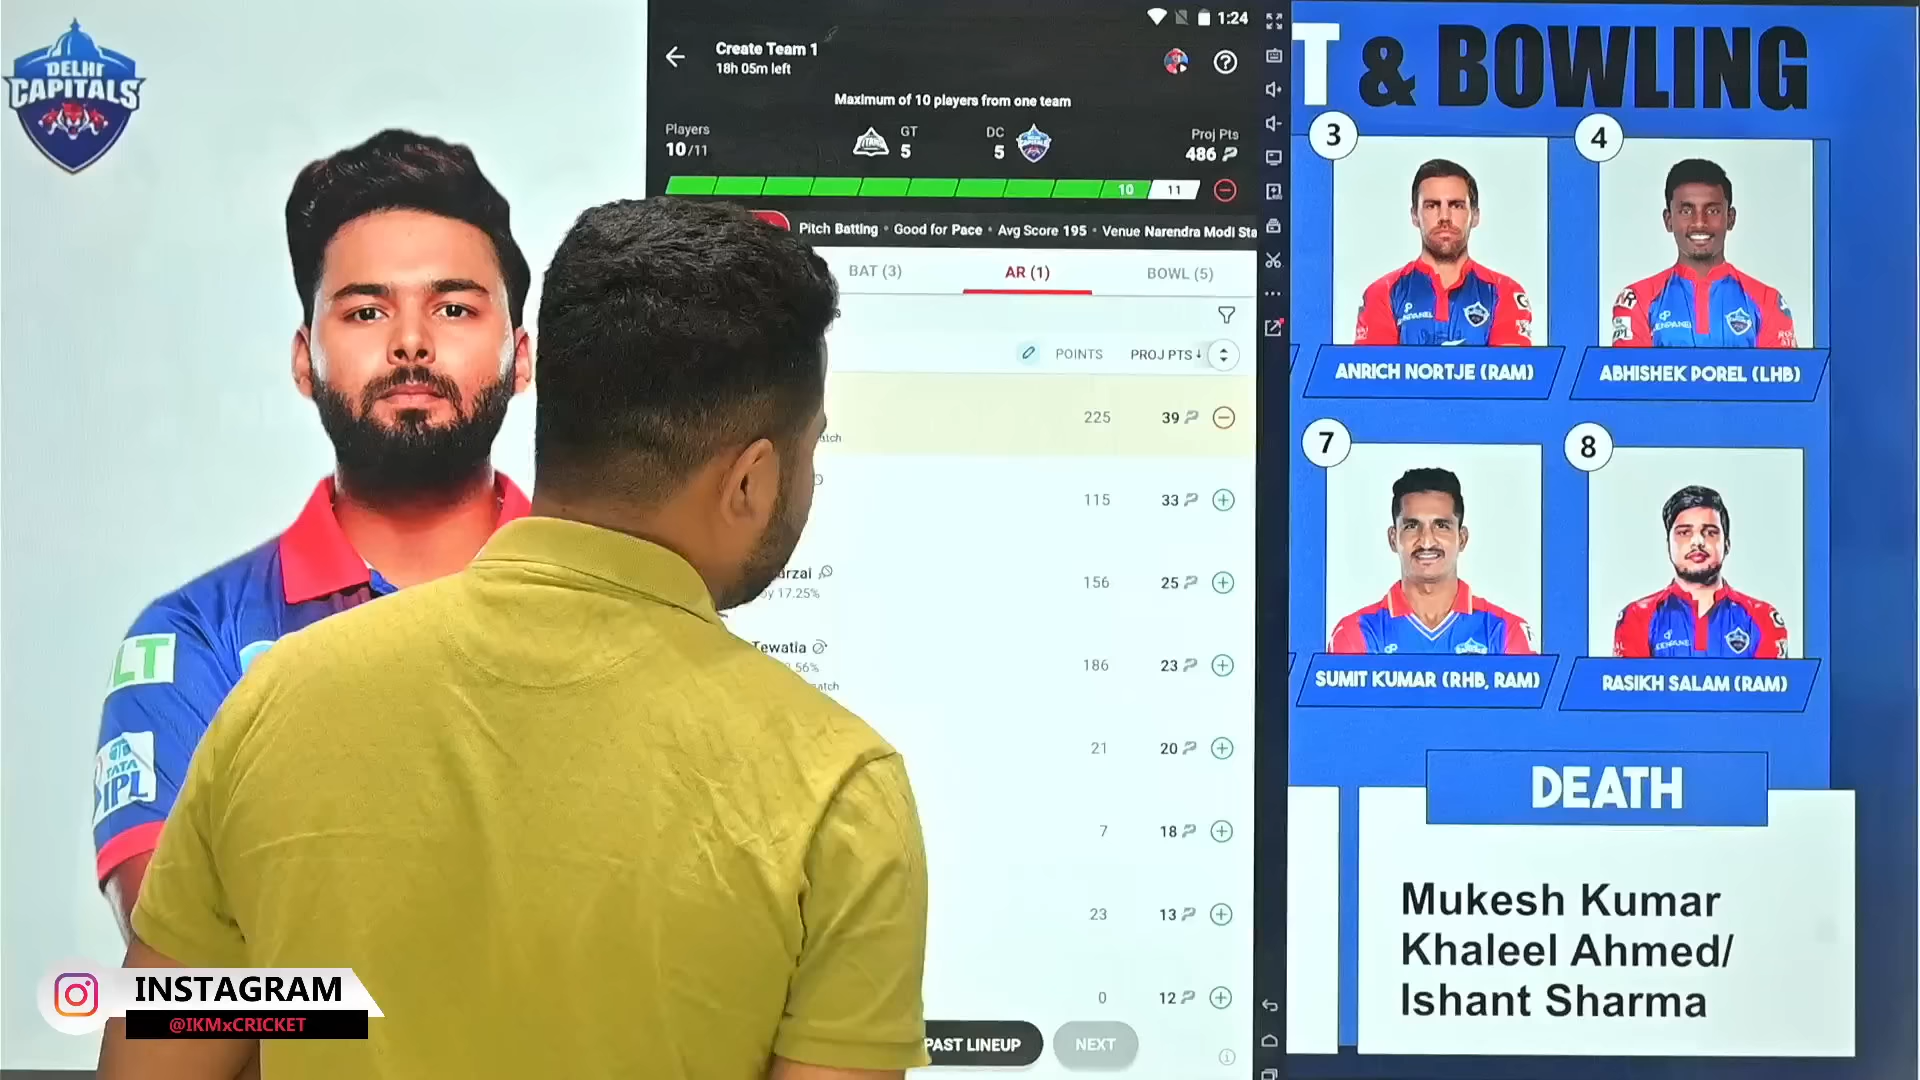 DELHI
CAPITALS
LT
TATA
IPL
INSTAGRAM
@IKMxCRICKET
1:24
Create Team 1
18h 05m left
Maximum of 10 players from one team
Players
10/11
GT
5
DC
5
Proj Pts
486
10
11
Pitch Batting • Good for Pace • Avg Score 195 • Venue Narendra Modi Sta
BAT (3)
AR (1)
BOWL (5)
POINTS
PROJ PTS↓
225
39
115
33
arzai
by 17.25%
156
25
Tewatia
186
23
21
20
7
18
23
13
0
12
PAST LINEUP
NEXT
T & BOWLING
3
ANRICH NORTJE (RAM)
4
ABHISHEK POREL (LHB)
7
SUMIT KUMAR (RHB, RAM)
8
RASIKH SALAM (RAM)
DEATH
Mukesh Kumar
Khaleel Ahmed/
Ishant Sharma